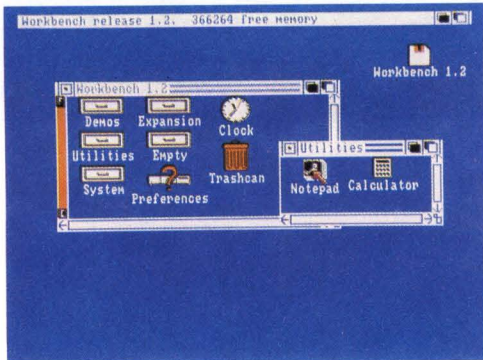 Workbench release 1.2.  366264 free memory
Workbench 1.2
Workbench 1.2
Demos Expansion Clock
Utilities Empty Trashcan
System Preferences
Utilities
Notepad Calculator